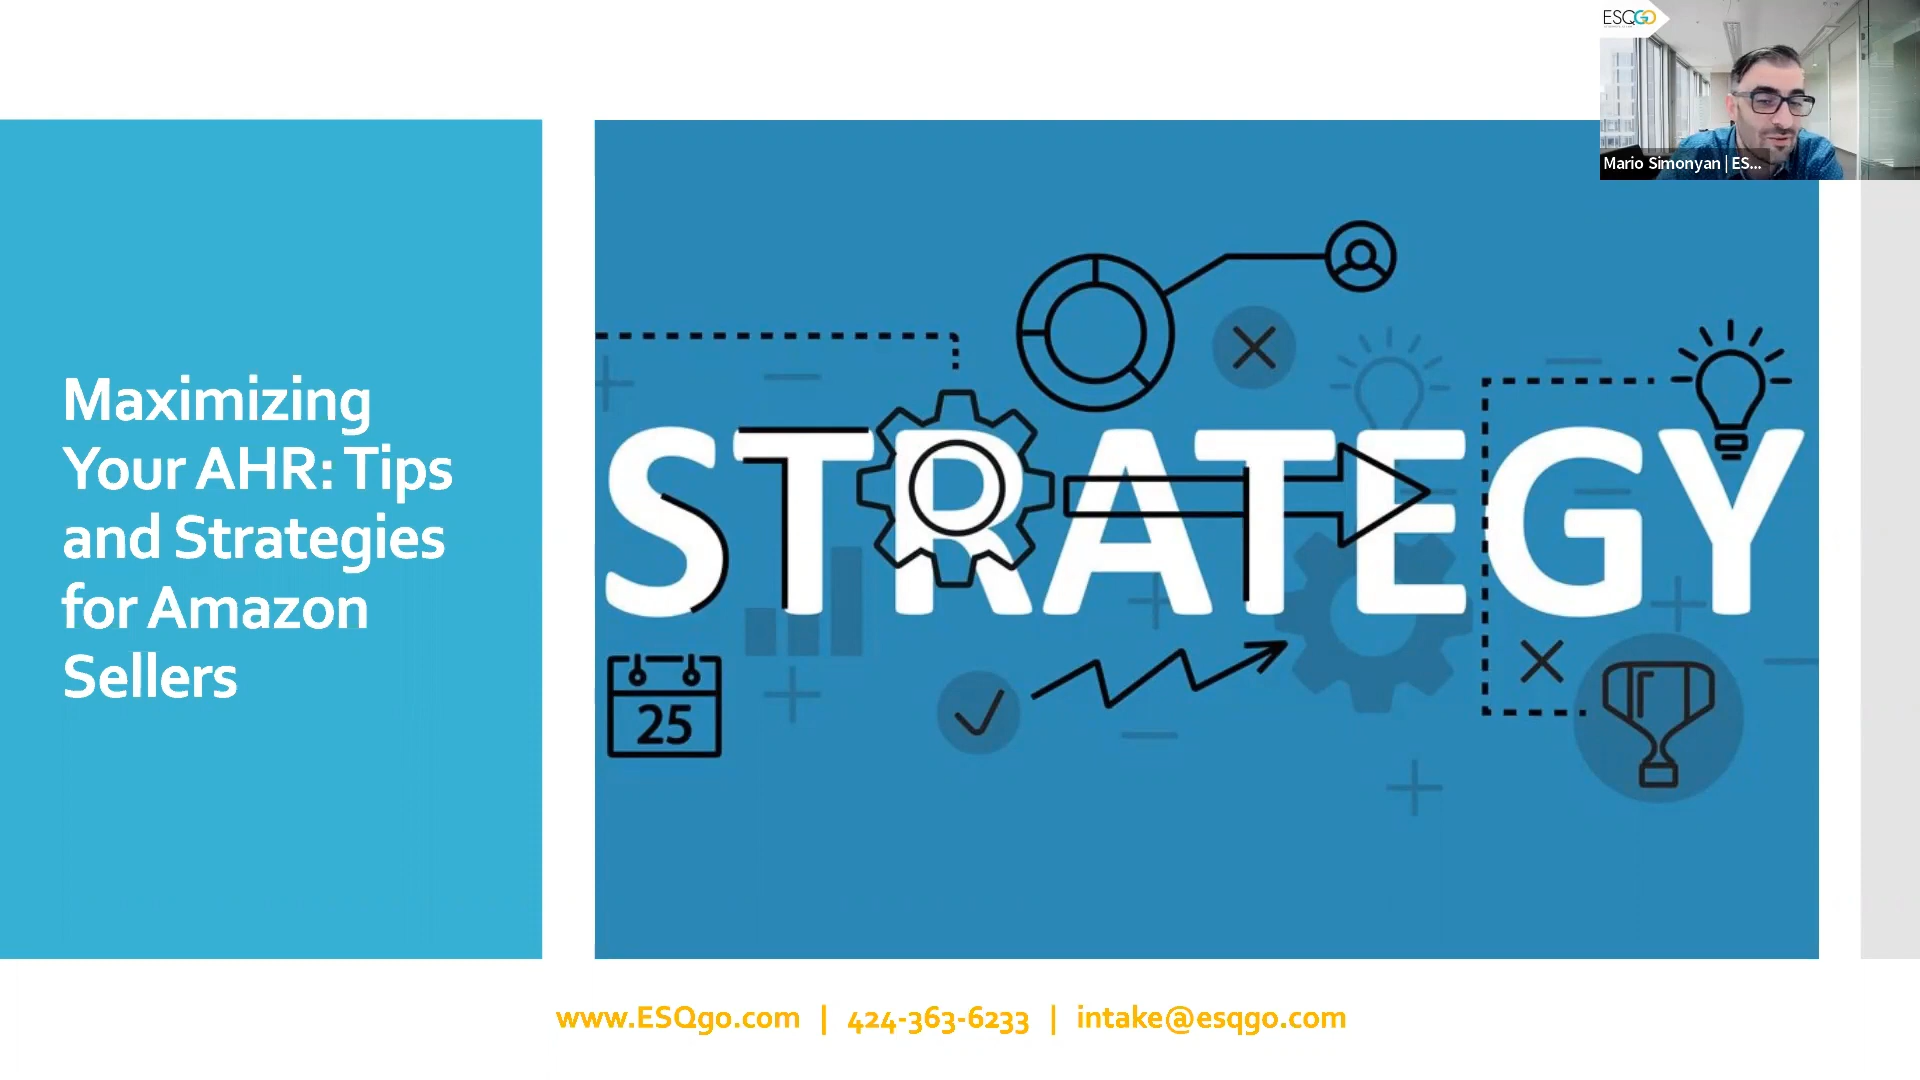 ESQGO
Mario Simonyan | ES...
Maximizing
Your AHR: Tips
and Strategies
for Amazon
Sellers
STRATEGY
25
www.ESQgo.com | 424-363-6233 | intake@esqgo.com